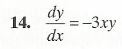 14. dy/dx = -3xy